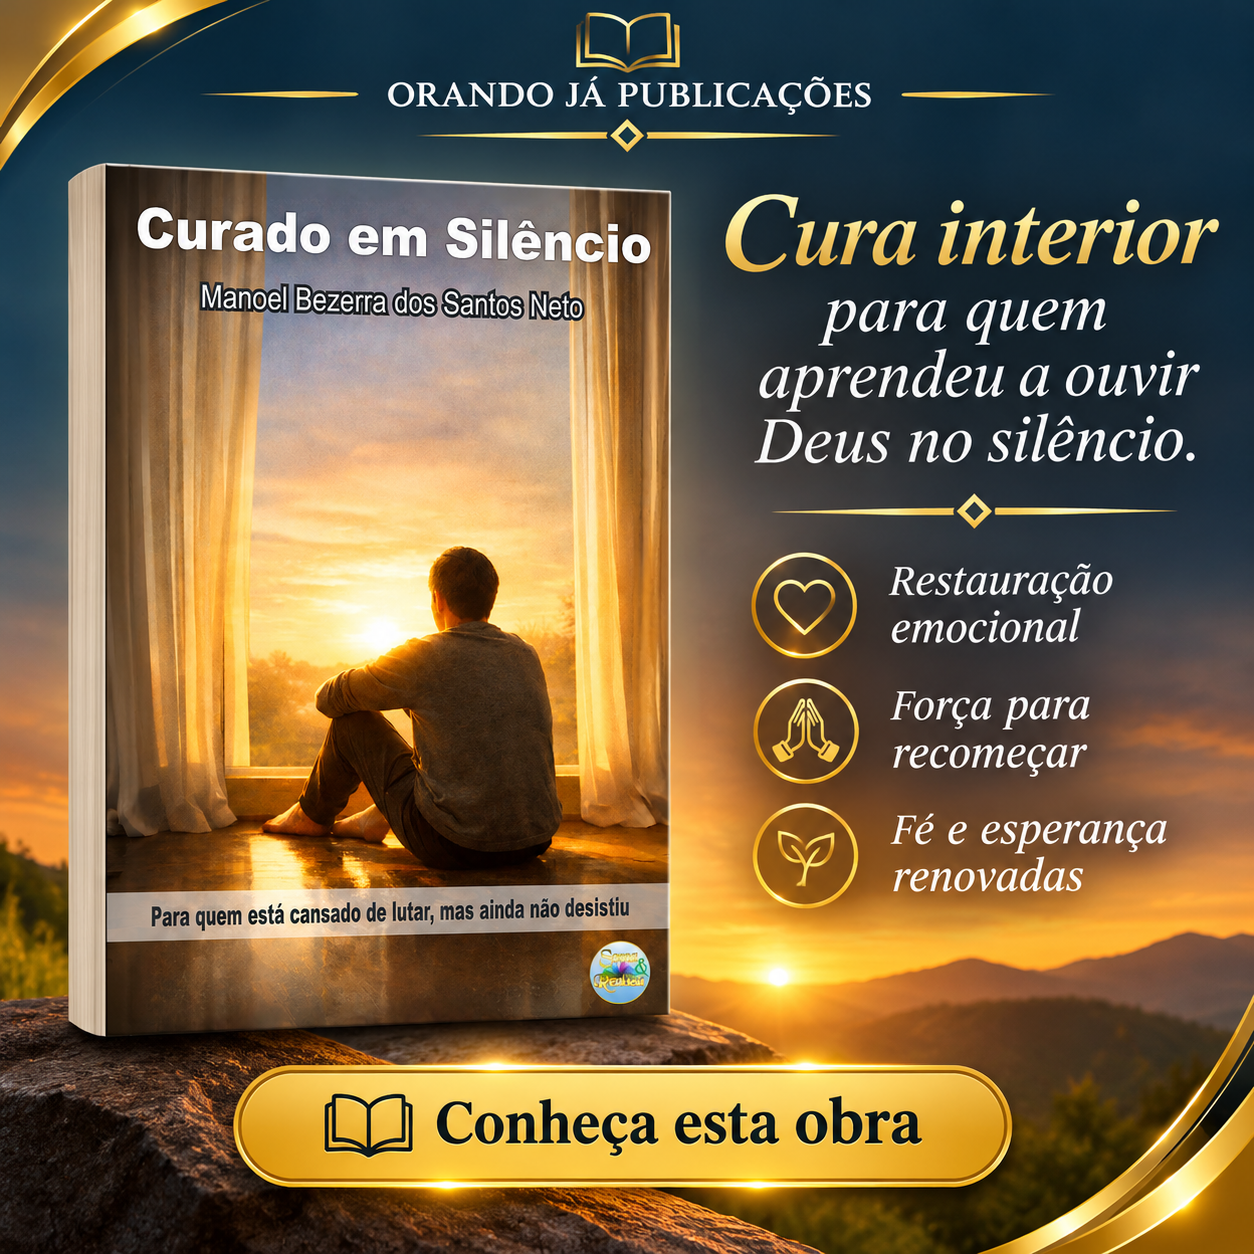 ORANDO JÁ PUBLICAÇÕES
Curado em Silêncio
Manoel Bezerra dos Santos Neto
Para quem está cansado de lutar, mas ainda não desistiu
Cura interior
para quem
aprendeu a ouvir
Deus no silêncio.
Restauração
emocional
Força para
recomeçar
Fé e esperança
renovadas
Conheça esta obra